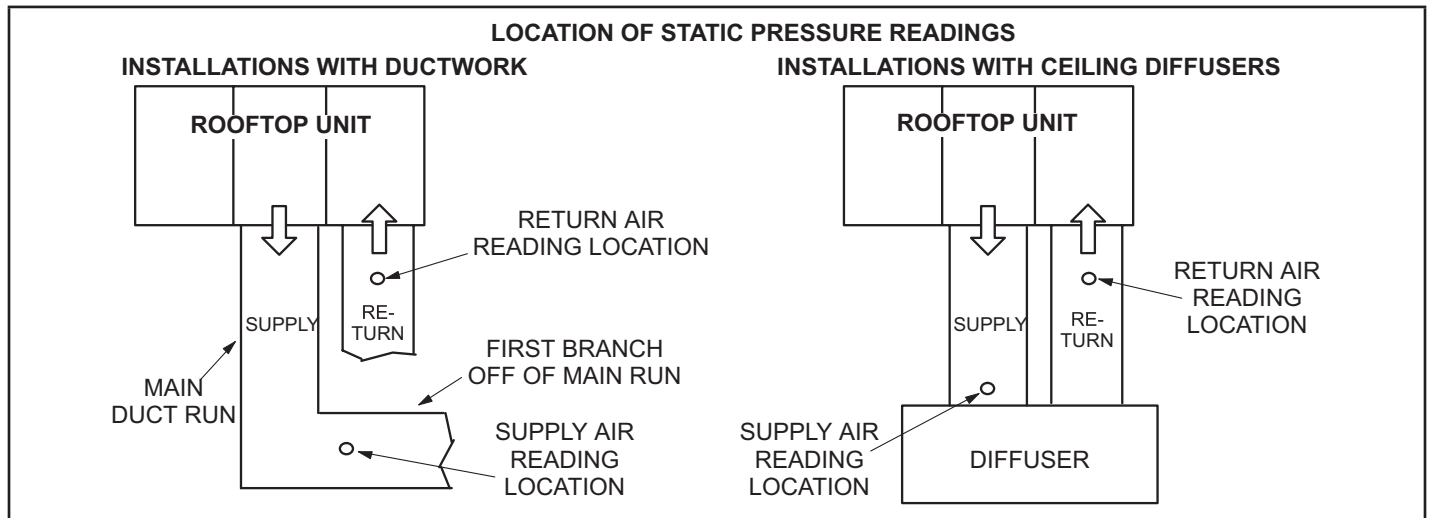 LOCATION OF STATIC PRESSURE READINGS
INSTALLATIONS WITH DUCTWORK
ROOFTOP UNIT
RETURN AIR
READING LOCATION
SUPPLY
RE-
TURN
MAIN
DUCT RUN
FIRST BRANCH
OFF OF MAIN RUN
SUPPLY AIR
READING
LOCATION
INSTALLATIONS WITH CEILING DIFFUSERS
ROOFTOP UNIT
RETURN AIR
READING
LOCATION
SUPPLY
RE-
TURN
SUPPLY AIR
READING
LOCATION
DIFFUSER